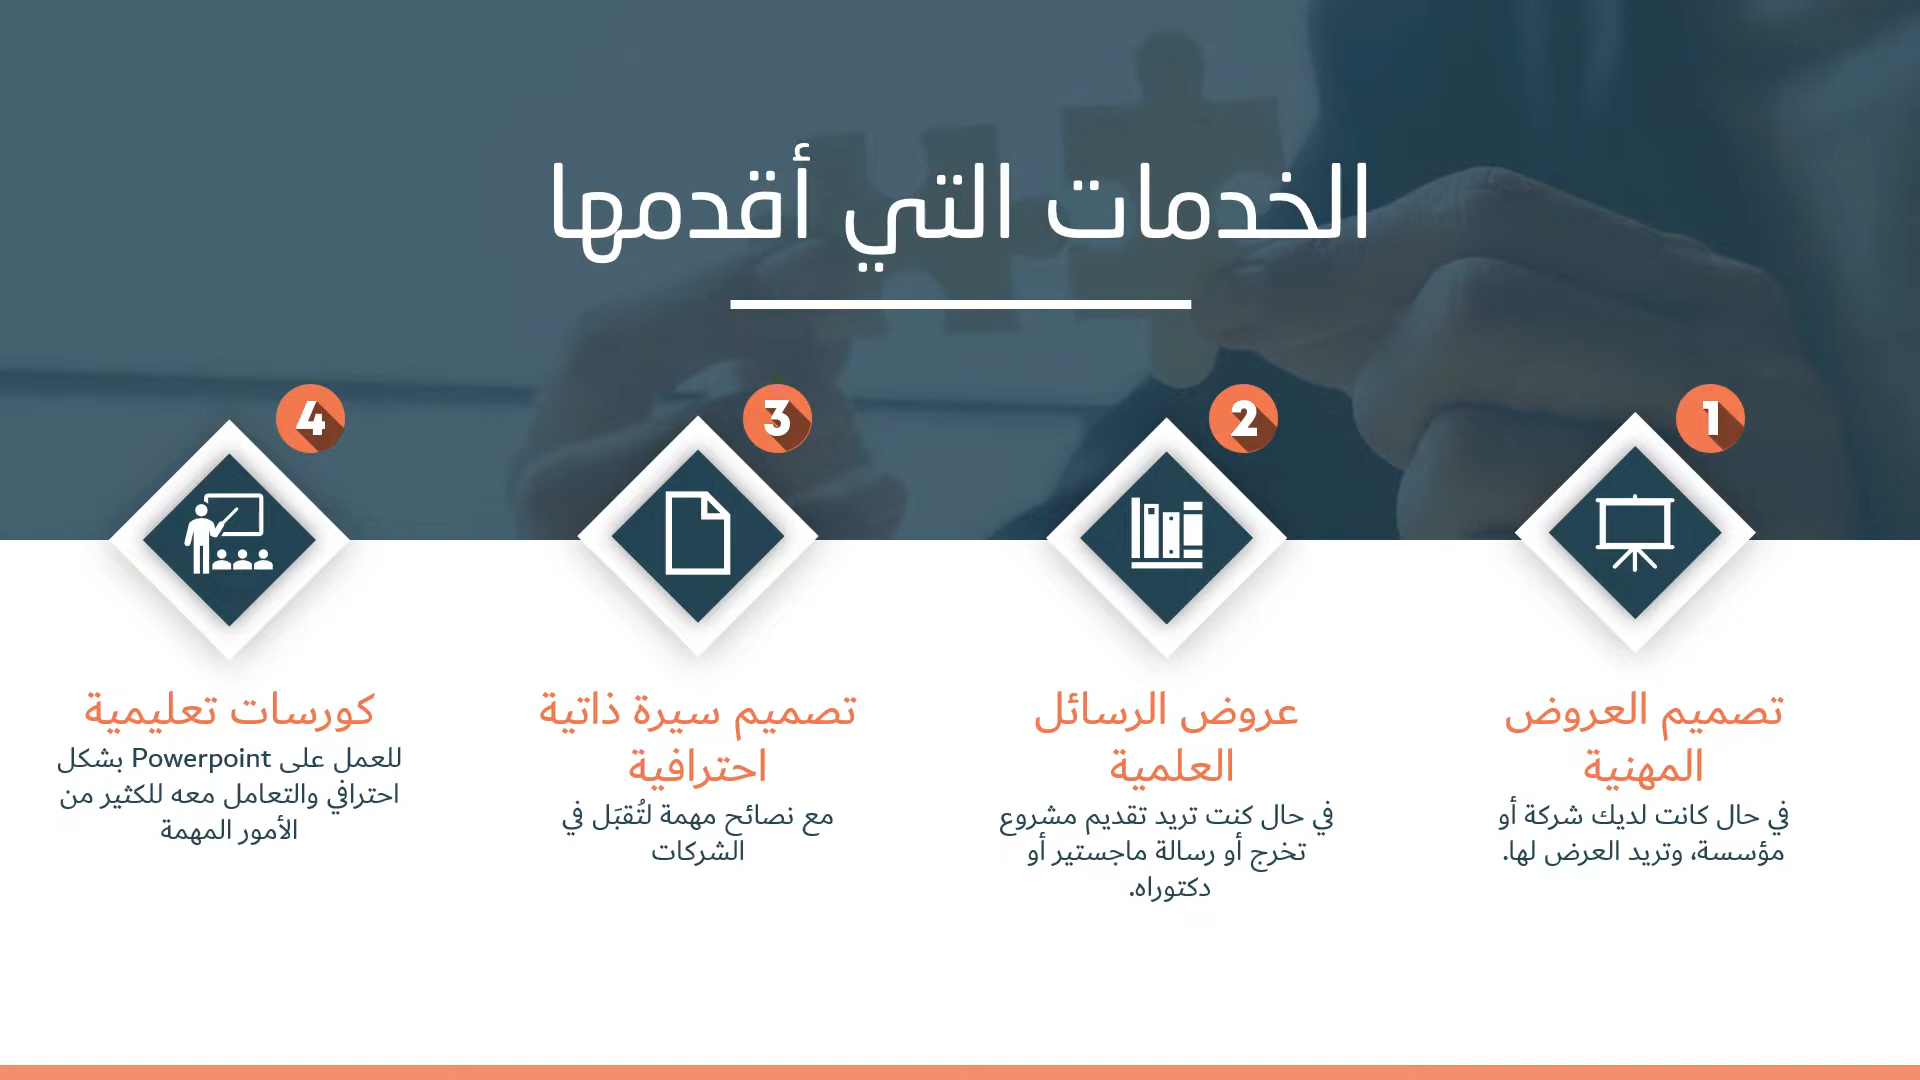 الخدمات التي أقدمها
1
تصميم العروض
المهنية
في حال كانت لديك شركة أو
مؤسسة، وتريد العرض لها.
2
عروض الرسائل
العلمية
في حال كنت تريد تقديم مشروع
تخرج أو رسالة ماجستير أو
دكتوراه.
3
تصميم سيرة ذاتية
احترافية
مع نصائح مهمة لتُقبَل في
الشركات
4
كورسات تعليمية
للعمل على Powerpoint بشكل
احترافي والتعامل معه للكثير من
الأمور المهمة